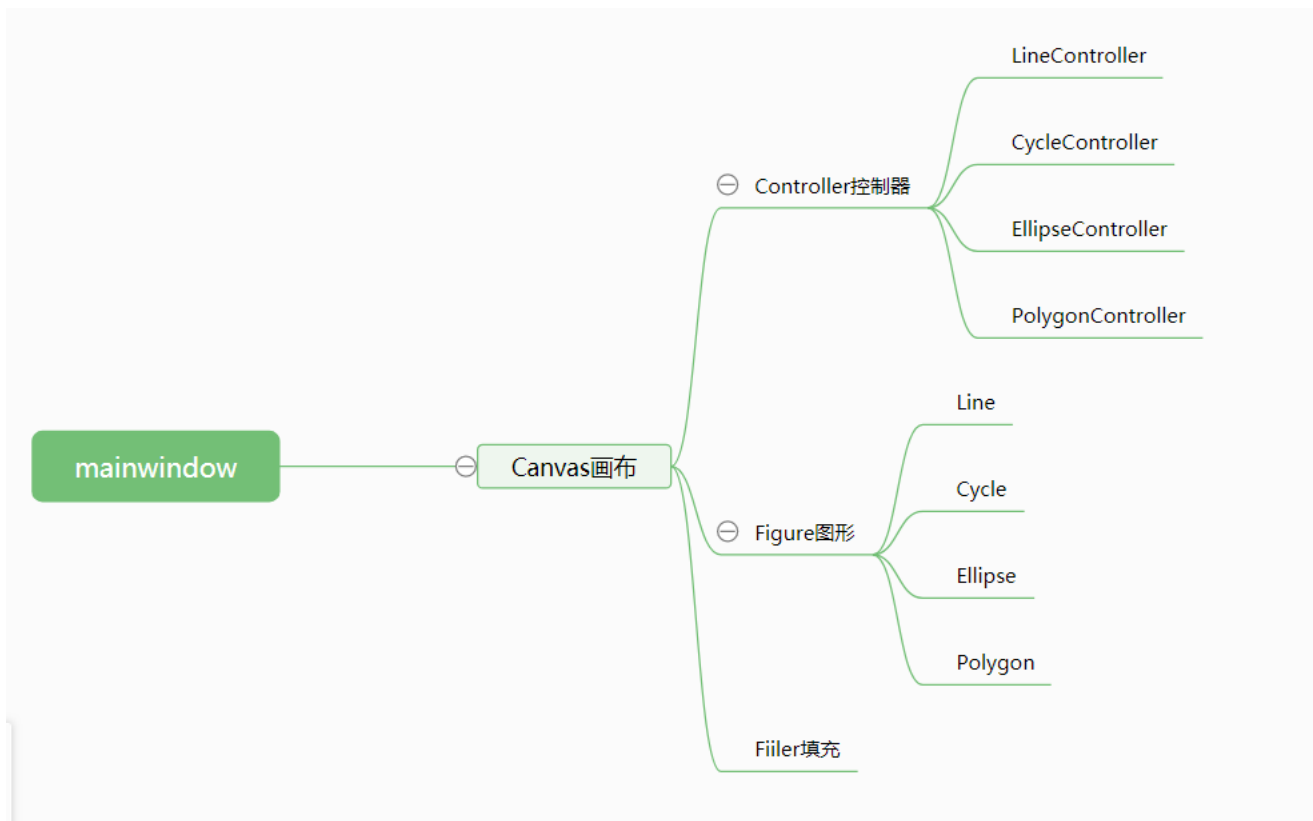 mainwindow
Canvas画布
Controller控制器
LineController
CycleController
EllipseController
PolygonController
Figure图形
Line
Cycle
Ellipse
Polygon
Fiiler填充